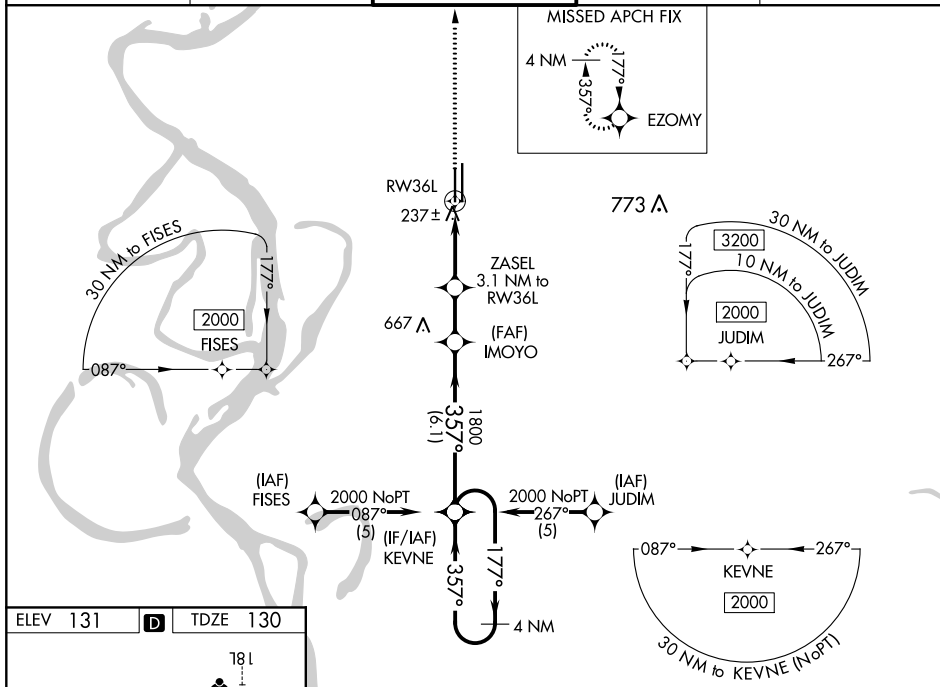 MISSED APCH FIX
4 NM
177°
357°
EZOMY
RW36L
237±
773
30 NM to FISES
177°
2000
FISES
087°
ZASEL
3.1 NM to
RW36L
667
(FAF)
IMOYO
30 NM to JUDIM
3200
10 NM to JUDIM
177°
2000
JUDIM
267°
1800
357°
(6.1)
(IAF)
FISES
2000 NoPT
087°
(5)
(IF/IAF)
KEVNE
2000 NoPT
267°
(5)
(IAF)
JUDIM
357°
177°
4 NM
087°
267°
KEVNE
2000
30 NM to KEVNE (NoPT)
ELEV 131
D
TDZE 130
18L